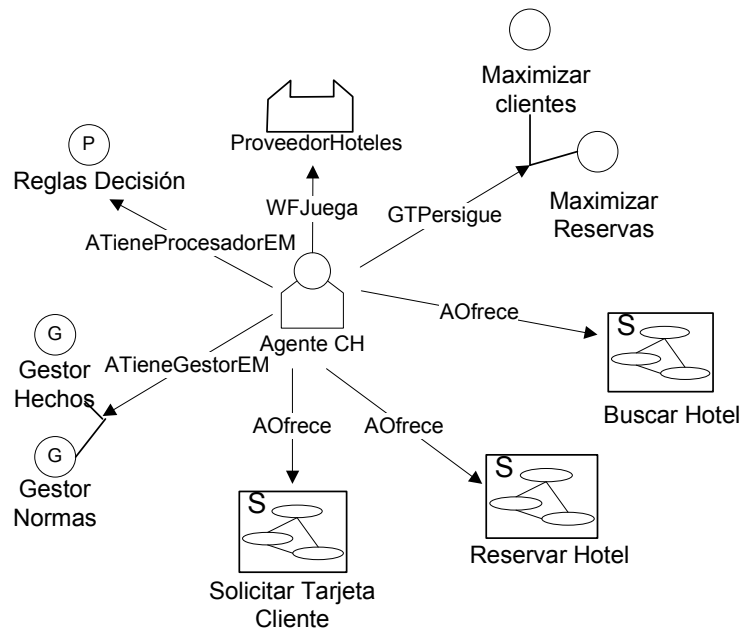 Maximizar
clientes
ProveedorHoteles
P
Reglas Decisión
WFJuega
GTPersigue
Maximizar
Reservas
ATieneProcesadorEM
AOfrece
G
Gestor
Hechos
ATieneGestorEM
Agente CH
S
Buscar Hotel
AOfrece
AOfrece
G
Gestor
Normas
S
Reservar Hotel
S
Solicitar Tarjeta
Cliente